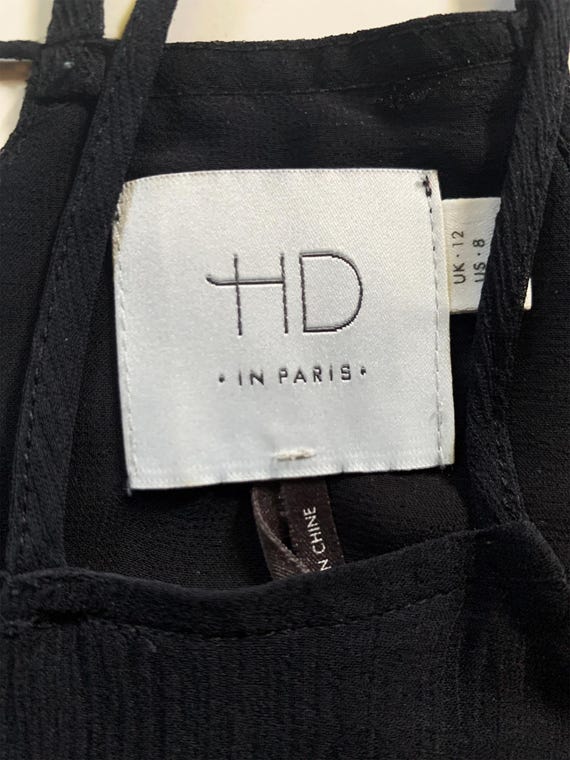 HD
• IN PARIS •
UK • 12
US • 8
N CHINE